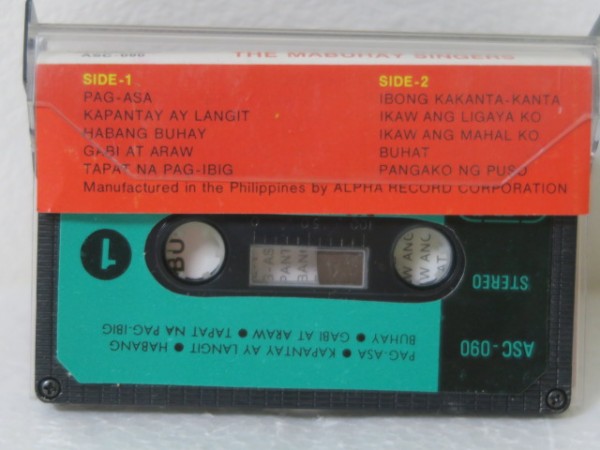 ASC-090 THE MABUHAY SINGERS
SIDE-1
PAG-ASA
KAPANTAY AY LANGIT
HABANG BUHAY
GABI AT ARAW
TAPAT NA PAG-IBIG
SIDE-2
IBONG KAKANTA-KANTA
IKAW ANG LIGAYA KO
IKAW ANG MAHAL KO
BUHAT
PANGAKO NG PUSO
Manufactured in the Philippines by ALPHA RECORD CORPORATION
1
STEREO
ASC-090
PAG-ASA ● KAPANTAY AY LANGIT ● HABANG
BUHAY ● GABI AT ARAW ● TAPAT NA PAG-IBIG